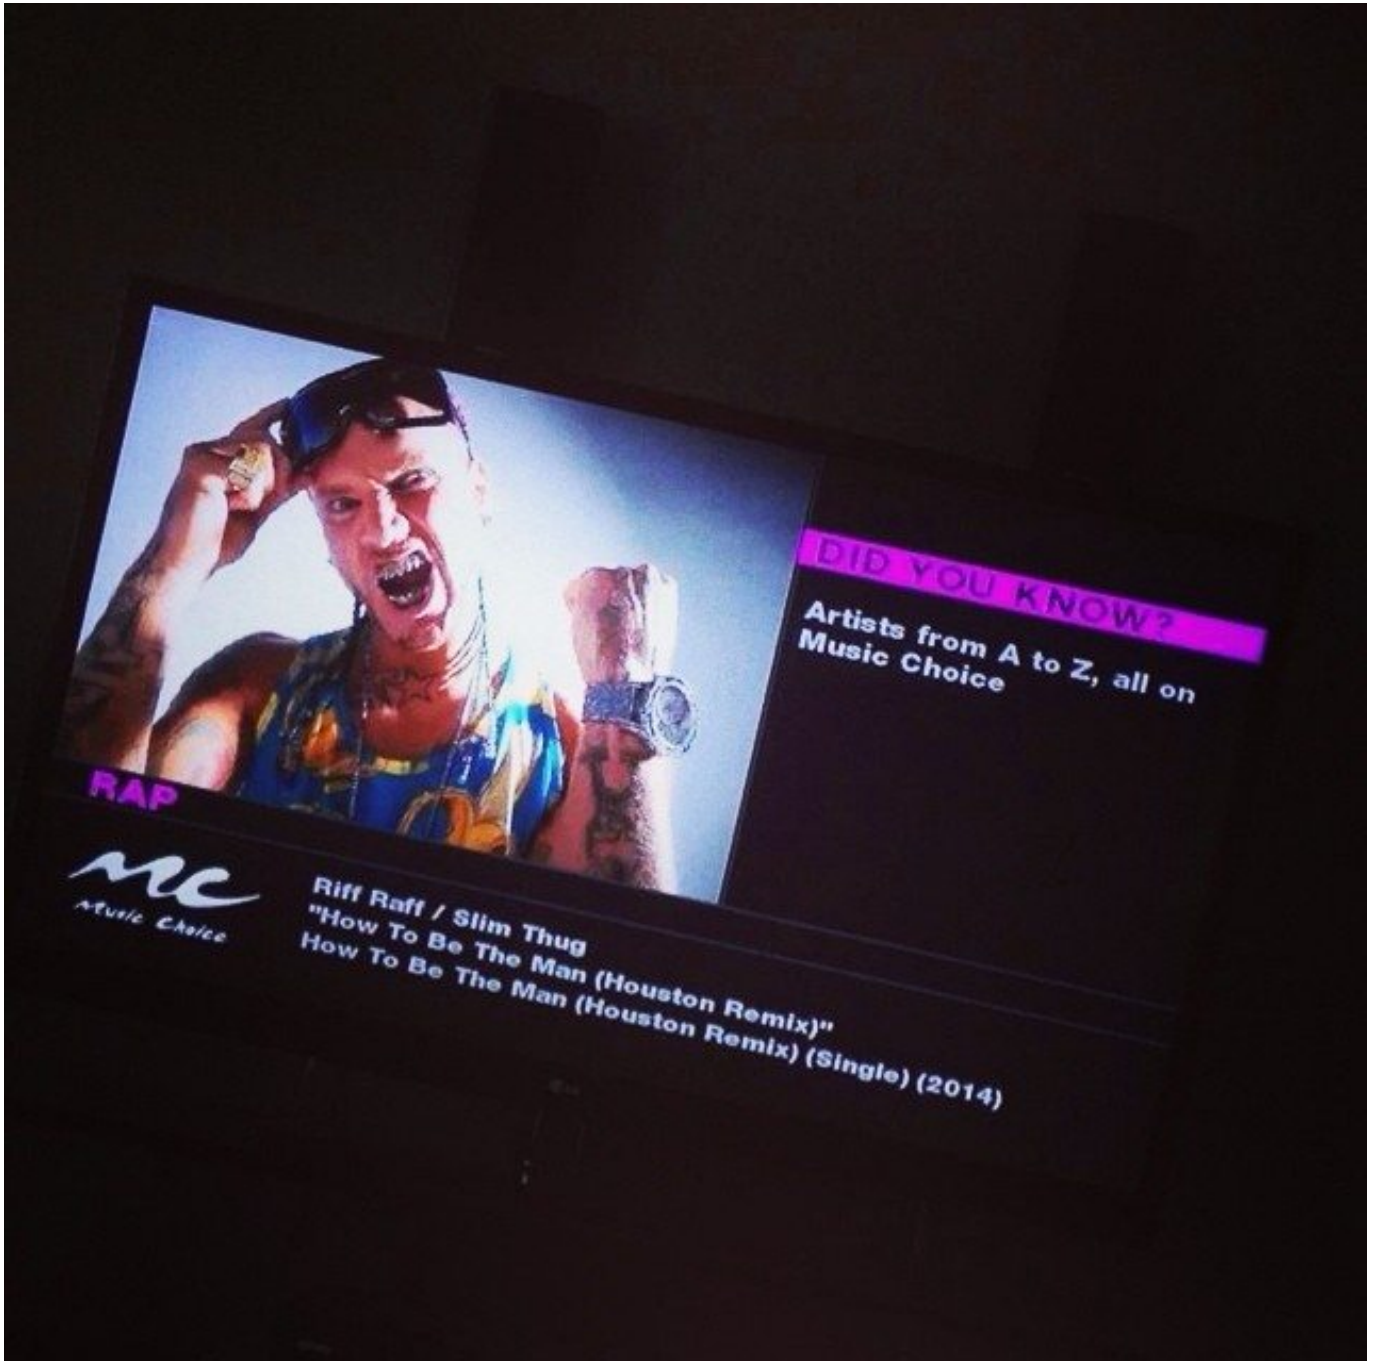 DID YOU KNOW?
Artists from A to Z, all on
Music Choice
RAP
MC
Music Choice
Riff Raff / Slim Thug
"How To Be The Man (Houston Remix)"
How To Be The Man (Houston Remix) (Single) (2014)